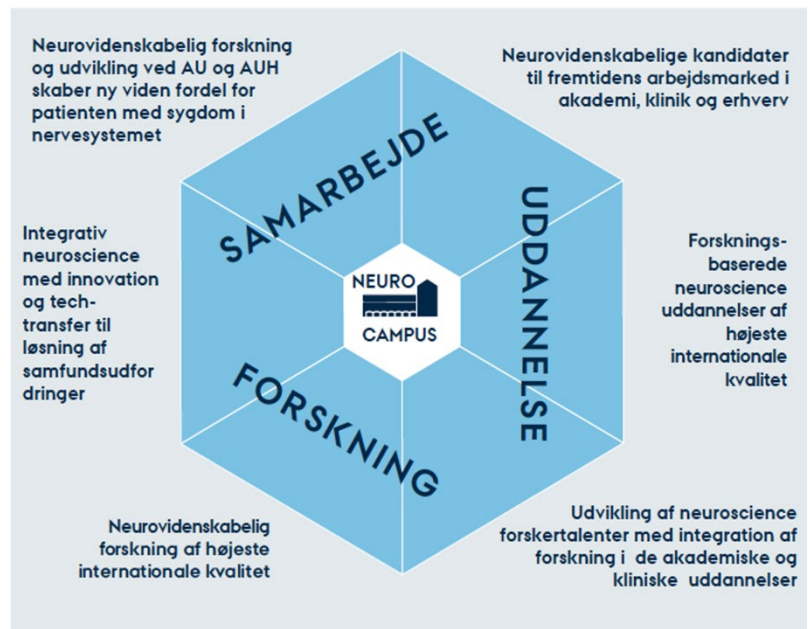 Neurovidenskabelig forskning
og udvikling ved AU og AUH
skaber ny viden fordel for
patienten med sygdom i
nervesystemet
Neurovidenskabelige kandidater
til fremtidens arbejdsmarked i
akademi, klinik og erhverv
SAMARBEJDE
UDDANNELSE
FORSKNING
NEURO
CAMPUS
Integrativ
neuroscience
med innovation
og tech-
transfer til
løsning af
samfundsudfor
dringer
Forsknings-
baserede
neuroscience
uddannelser af
højeste
internationale
kvalitet
Neurovidenskabelig
forskning af højeste
internationale kvalitet
Udvikling af neuroscience
forskertalenter med integration af
forskning i de akademiske og
kliniske uddannelser